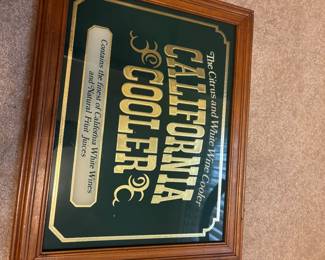 The Citrus and White Wine Cooler
CALIFORNIA
COOLER
Contains the finest of California White Wines
and Natural Fruit Juices